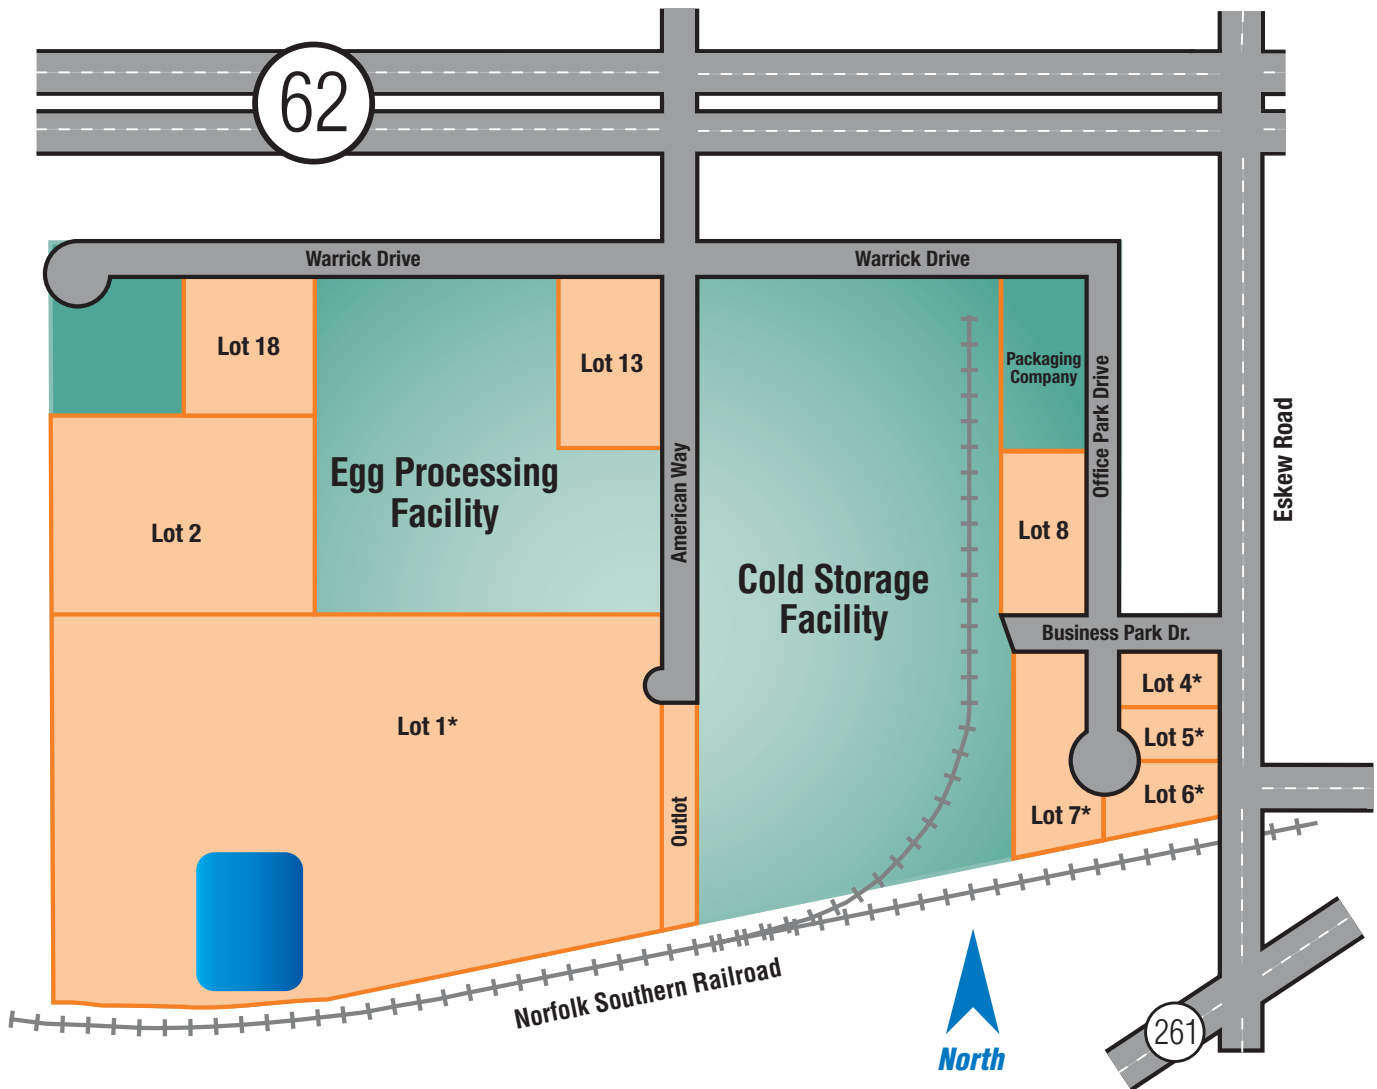 62
Warrick Drive
Warrick Drive
Lot 18
Lot 13
Packaging
Company
Office Park Drive
Eskew Road
American Way
Egg Processing
Facility
Lot 2
Lot 8
Cold Storage
Facility
Business Park Dr.
Lot 4*
Lot 1*
Lot 5*
Lot 6*
Lot 7*
Outlot
Norfolk Southern Railroad
North
261